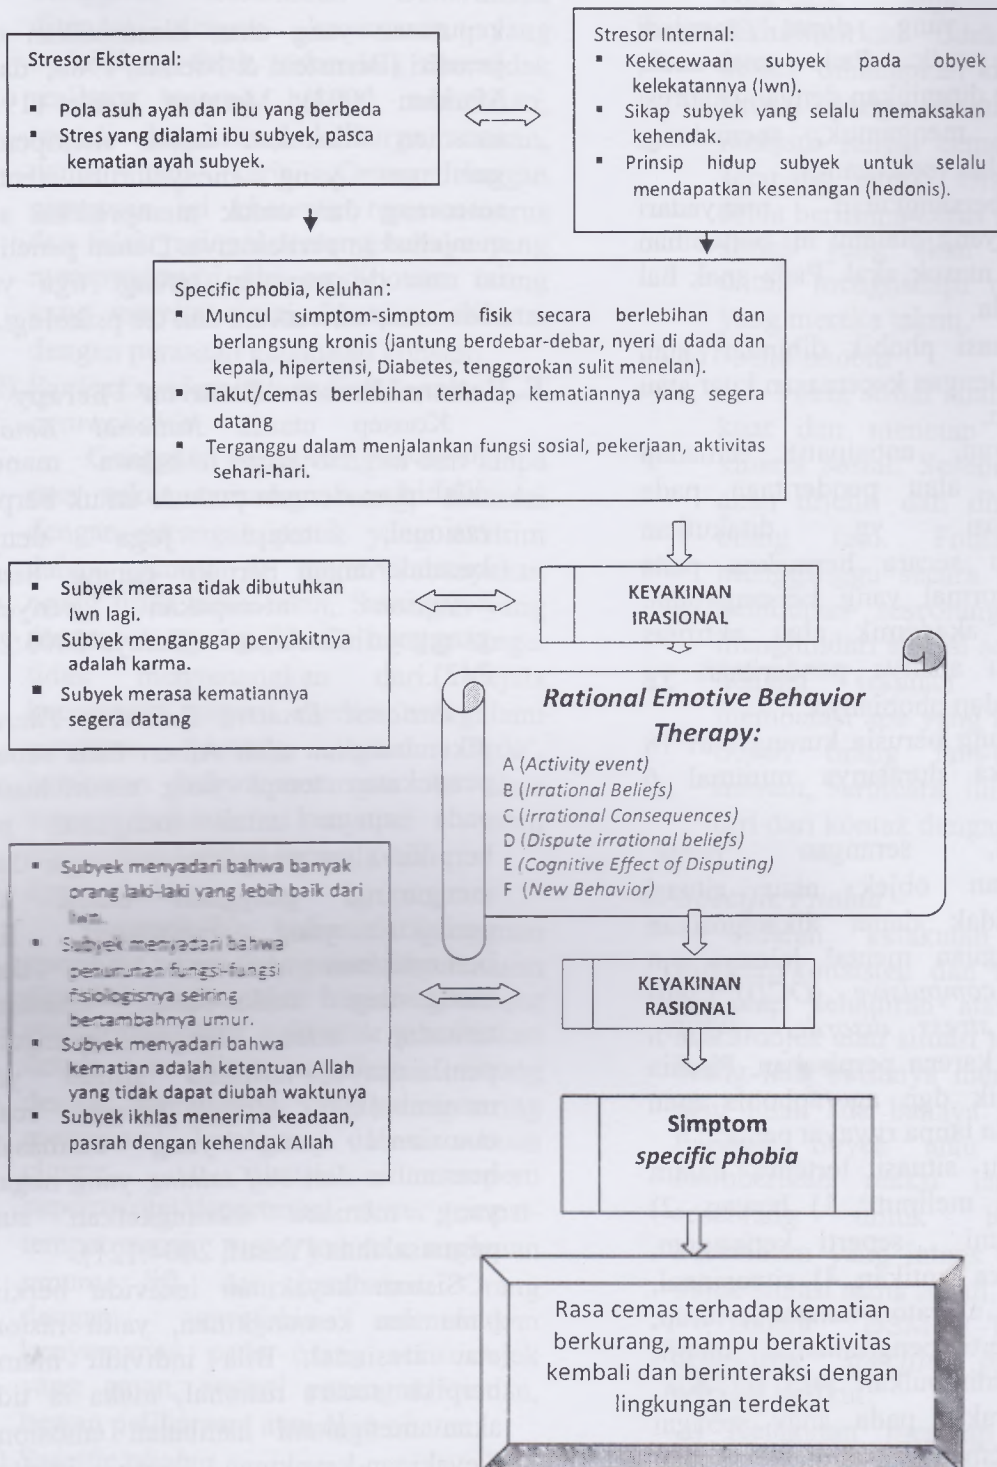 Stresor Eksternal:
▪ Pola asuh ayah dan ibu yang berbeda
▪ Stres yang dialami ibu subyek, pasca
kematian ayah subyek.
Stresor Internal:
▪ Kekecewaan subyek pada obyek
kelekatannya (Iwn).
▪ Sikap subyek yang selalu memaksakan
kehendak.
▪ Prinsip hidup subyek untuk selalu
mendapatkan kesenangan (hedonis).
Specific phobia, keluhan:
▪ Muncul simptom-simptom fisik secara berlebihan dan
berlangsung kronis (jantung berdebar-debar, nyeri di dada dan
kepala, hipertensi, Diabetes, tenggorokan sulit menelan).
▪ Takut/cemas berlebihan terhadap kematiannya yang segera
datang
▪ Terganggu dalam menjalankan fungsi sosial, pekerjaan, aktivitas
sehari-hari.
▪ Subyek merasa tidak dibutuhkan
Iwn lagi.
▪ Subyek menganggap penyakitnya
adalah karma.
▪ Subyek merasa kematiannya
segera datang
KEYAKINAN
IRASIONAL
Rational Emotive Behavior
Therapy:
A (Activity event)
B (Irrational Beliefs)
C (irrational Consequences)
D (Dispute irrational beliefs)
E (Cognitive Effect of Disputing)
F (New Behavior)
▪ Subyek menyadari bahwa banyak
orang laki-laki yang lebih baik dari
Iwn.
▪ Subyek menyadari bahwa
penurunan fungsi-fungsi
fisiologisnya seiring
bertambahnya umur.
▪ Subyek menyadari bahwa
kematian adalah ketentuan Allah
yang tidak dapat diubah waktunya
▪ Subyek ikhlas menerima keadaan,
pasrah dengan kehendak Allah
KEYAKINAN
RASIONAL
Simptom
specific phobia
Rasa cemas terhadap kematian
berkurang, mampu beraktivitas
kembali dan berinteraksi dengan
lingkungan terdekat